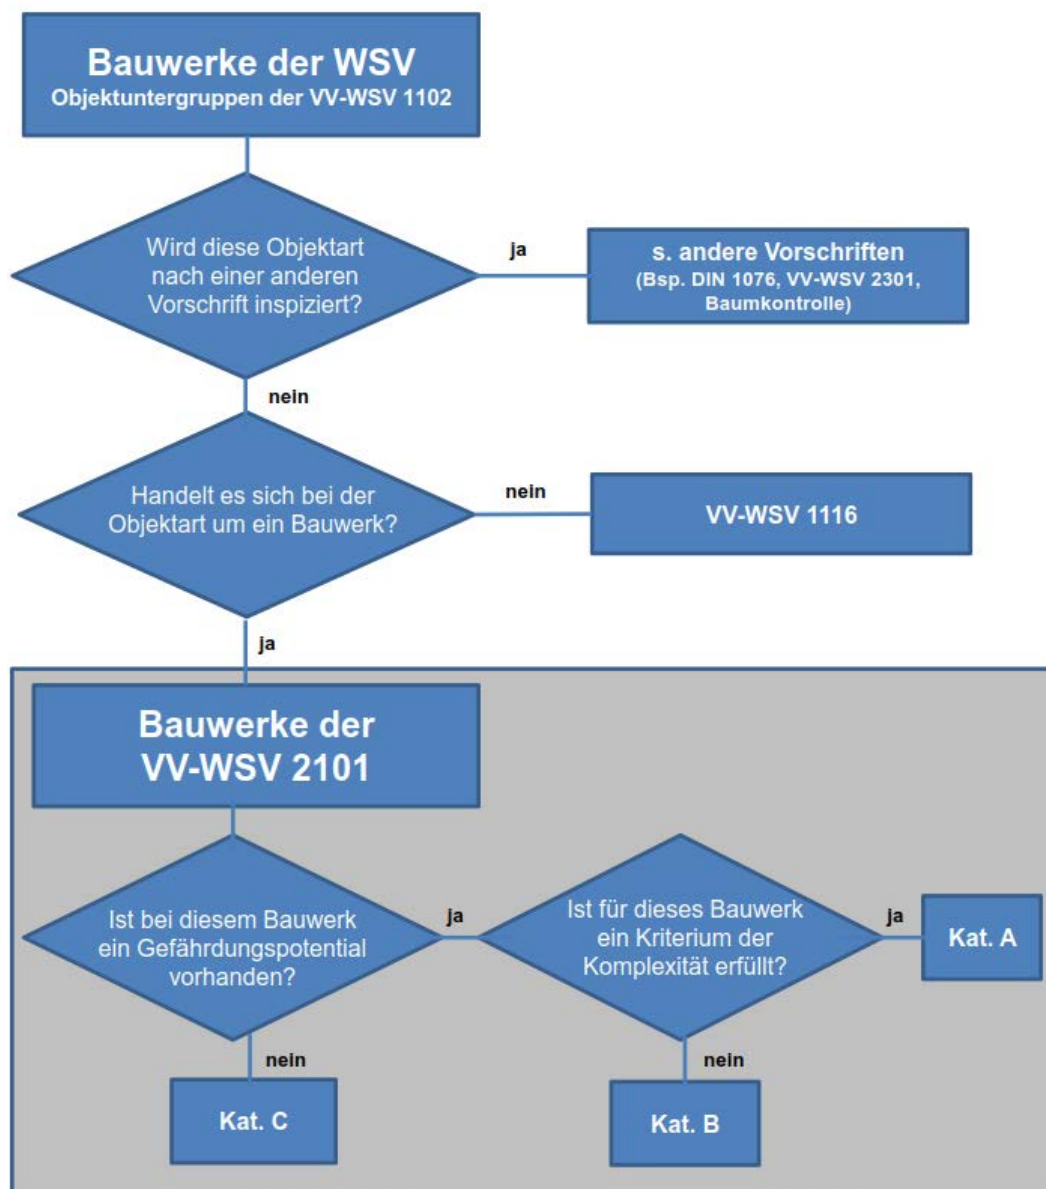 Bauwerke der WSV
Objektuntergruppen der VV-WSV 1102
Wird diese Objektart
nach einer anderen
Vorschrift inspiziert?
ja
s. andere Vorschriften
(Bsp. DIN 1076, VV-WSV 2301,
Baumkontrolle)
nein
Handelt es sich bei der
Objektart um ein Bauwerk?
nein
VV-WSV 1116
ja
Bauwerke der
VV-WSV 2101
Ist bei diesem Bauwerk
ein Gefährdungspotential
vorhanden?
ja
Ist für dieses Bauwerk
ein Kriterium der
Komplexität erfüllt?
ja
Kat. A
nein
Kat. C
nein
Kat. B